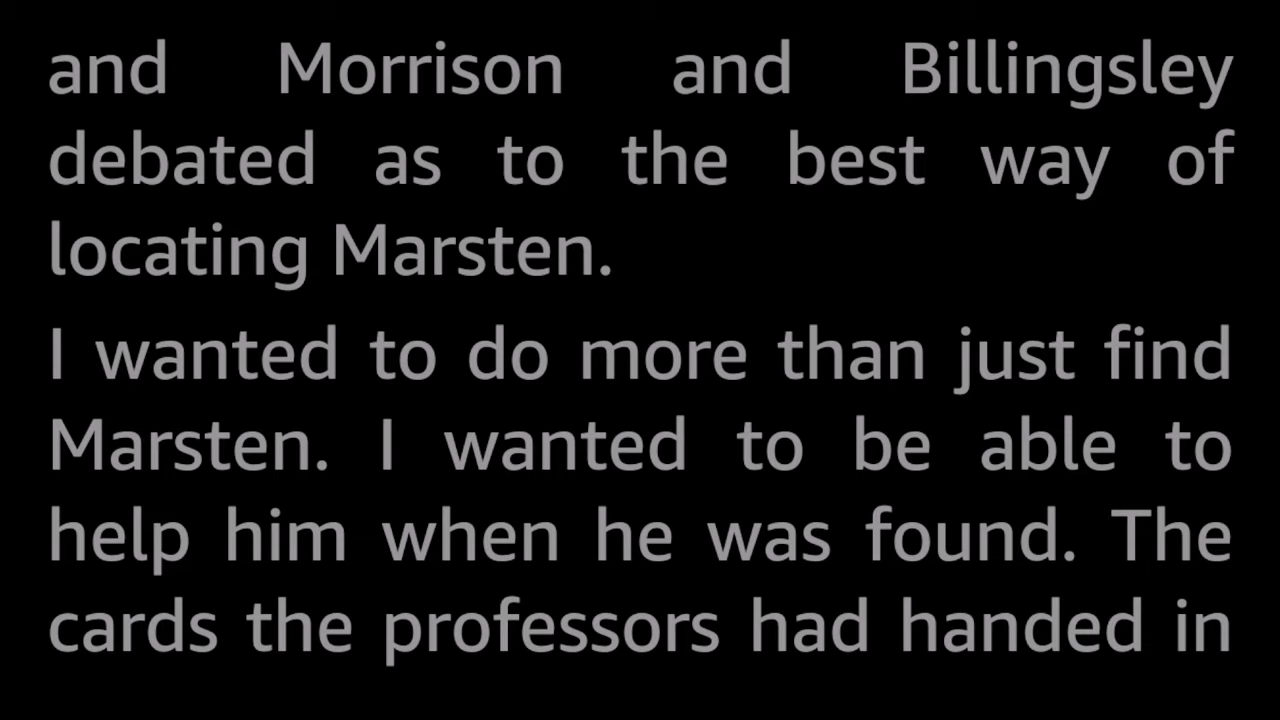 and Morrison and Billingsley
debated as to the best way of
locating Marsten.
I wanted to do more than just find
Marsten. I wanted to be able to
help him when he was found. The
cards the professors had handed in